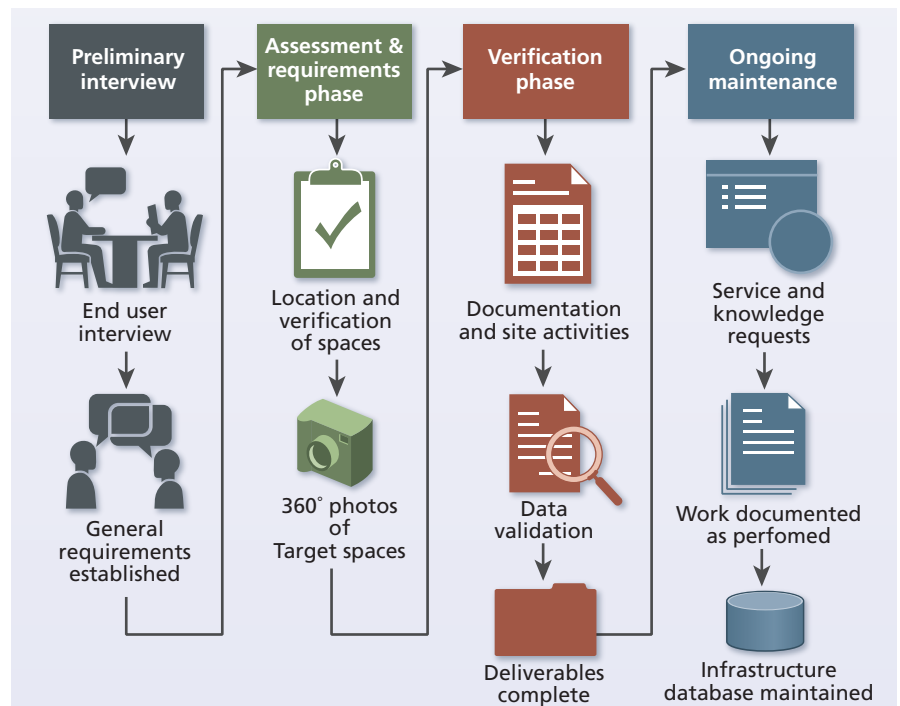 Preliminary
interview
End user
interview
General
requirements
established
Assessment &
requirements
phase
Location and
verification
of spaces
360° photos
of
Target spaces
Verification
phase
Documentation
and site activities
Data
validation
Deliverables
complete
Ongoing
maintenance
Service and
knowledge
requests
Work documented
as perfomed
Infrastructure
database maintained